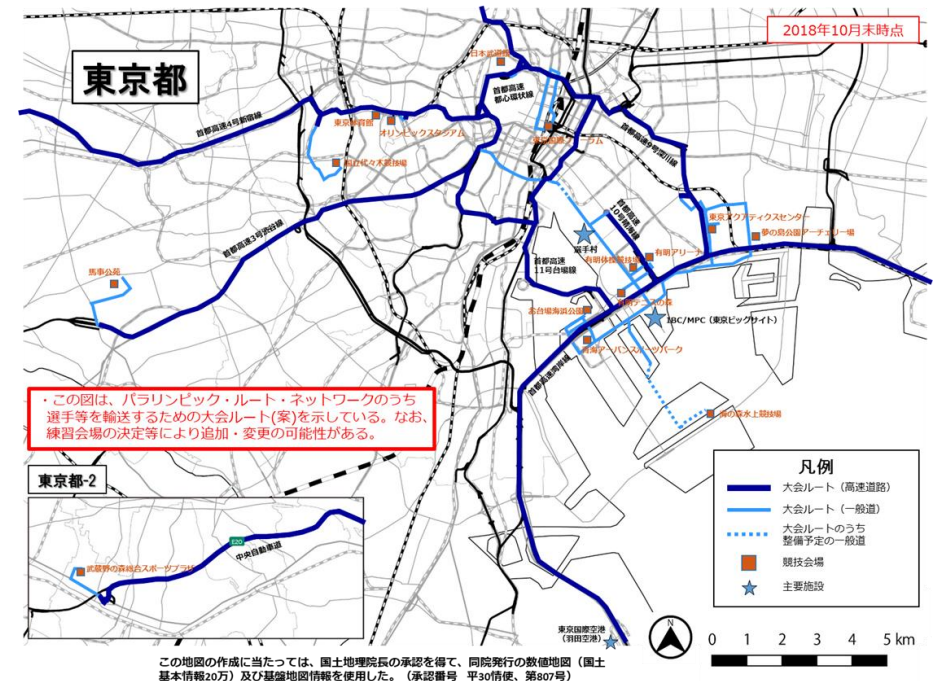 東京都
2018年10月末時点
日本武道館
首都高速
都心環状線
首都高速4号新宿線
東京体育館
オリンピックスタジアム
東京国際フォーラム
国立代々木競技場
首都高速9号深川線
首都高速3号渋谷線
首都高速
10号晴海線
東京アクアティクスセンター
夢の島公園アーチェリー場
選手村
有明アリーナ
有明体操競技場
首都高速
11号台場線
馬事公苑
有明テニスの森
お台場海浜公園
IBC/MPC（東京ビッグサイト）
青海アーバンスポーツパーク
首都高速湾岸線
・この図は、パラリンピック・ルート・ネットワークのうち
選手等を輸送するための大会ルート(案)を示している。なお、
練習会場の決定等により追加・変更の可能性がある。
海の森水上競技場
東京都-2
E20
中央自動車道
武蔵野の森総合スポーツプラザ
凡例
大会ルート（高速道路）
大会ルート（一般道）
大会ルートのうち
整備予定の一般道
競技会場
主要施設
東京国際空港
（羽田空港）
N
0 1 2 3 4 5 km
この地図の作成に当たっては、国土地理院長の承認を得て、同院発行の数値地図（国土
基本情報20万）及び基盤地図情報を使用した。（承認番号　平30情使、第807号）